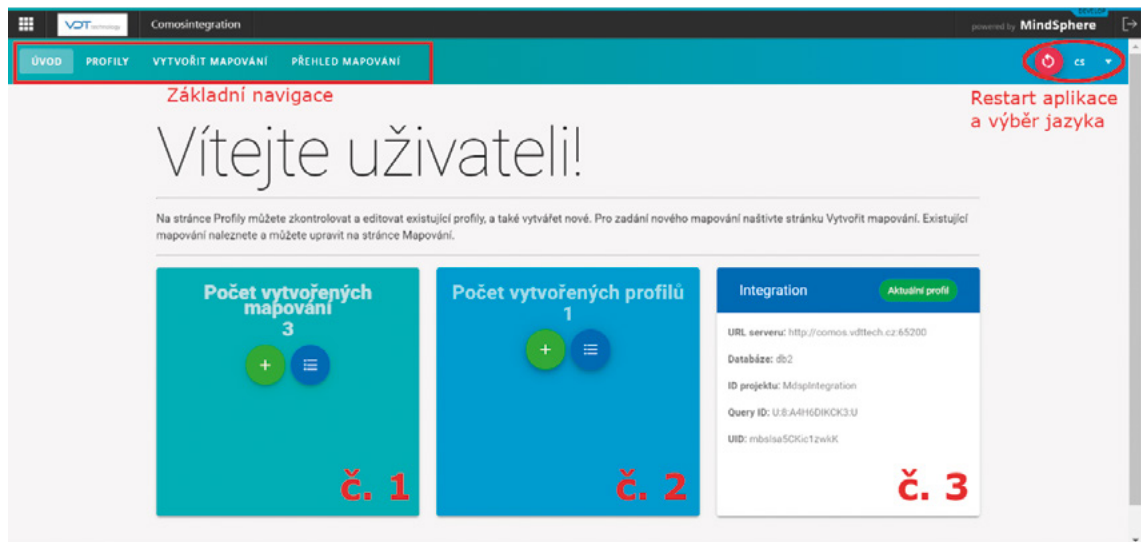 VDT technology
Comosintegration
DEVELOP
powered by MindSphere
ÚVOD PROFILY VYTVOŘIT MAPOVÁNÍ PŘEHLED MAPOVÁNÍ
cs
Základní navigace
Restart aplikace
a výběr jazyka
Vítejte uživateli!
Na stránce Profily můžete zkontrolovat a editovat existující profily, a také vytvářet nové. Pro zadání nového mapování naštivte stránku Vytvořit mapování. Existující
mapování naleznete a můžete upravit na stránce Mapování.
Počet vytvořených
mapování
3
č. 1
Počet vytvořených profilů
1
č. 2
Integration Aktuální profil
URL serveru: http://comos.vdttech.cz:65200
Databáze: db2
ID projektu: MdspIntegration
Query ID: U:8:A4H6DIKCK3:U
UID: mbslsa5CKic1zwkK
č. 3